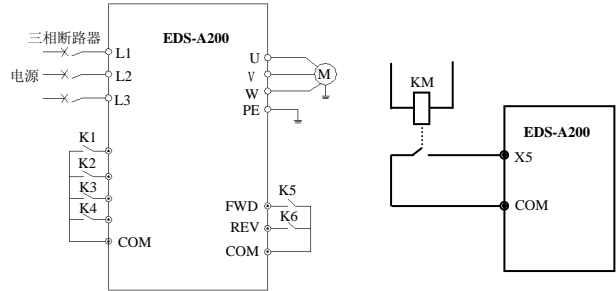 三相断路器
EDS-A200
L1
U
电源
L2
V
M
L3
W
PE
K1
K2
K3
K4
COM
FWD
K5
REV
K6
COM
KM
EDS-A200
X5
COM